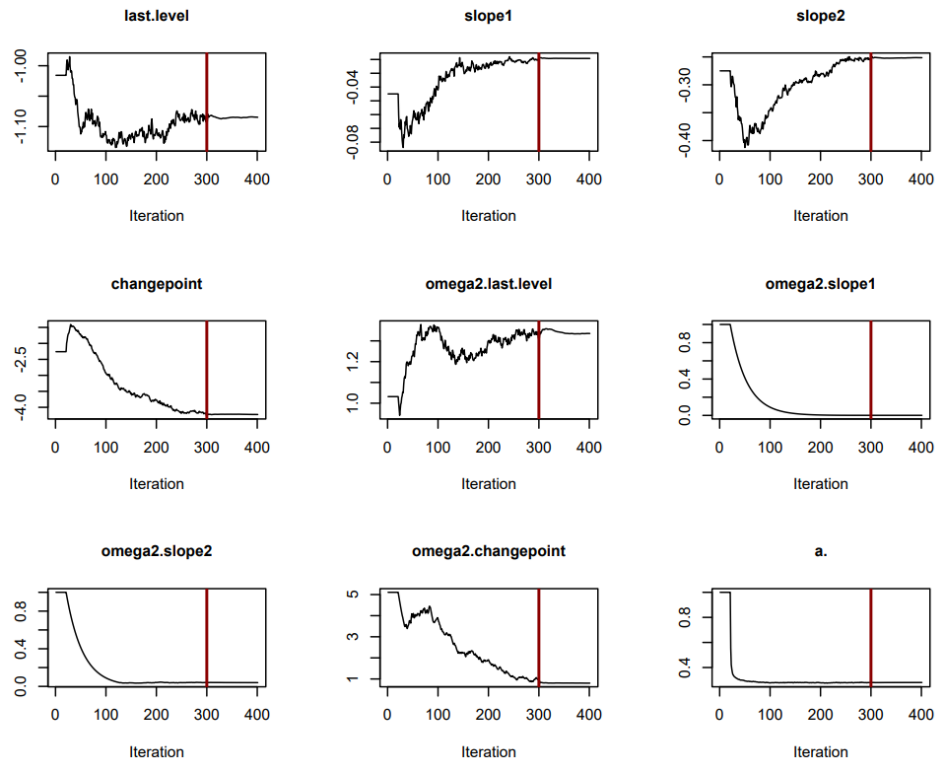 last.level slope1 slope2
-1.00 -0.04 -0.30
-1.10 -0.08 -0.40
0 100 200 300 400 0 100 200 300 400 0 100 200 300 400
Iteration Iteration Iteration
changepoint omega2.last.level omega2.slope1
-2.5 1.2 0.8
-4.0 1.0 0.4
0.0
0 100 200 300 400 0 100 200 300 400 0 100 200 300 400
Iteration Iteration Iteration
omega2.slope2 omega2.changepoint a.
0.8 5 0.8
0.4 3 0.4
0.0 1
0 100 200 300 400 0 100 200 300 400 0 100 200 300 400
Iteration Iteration Iteration